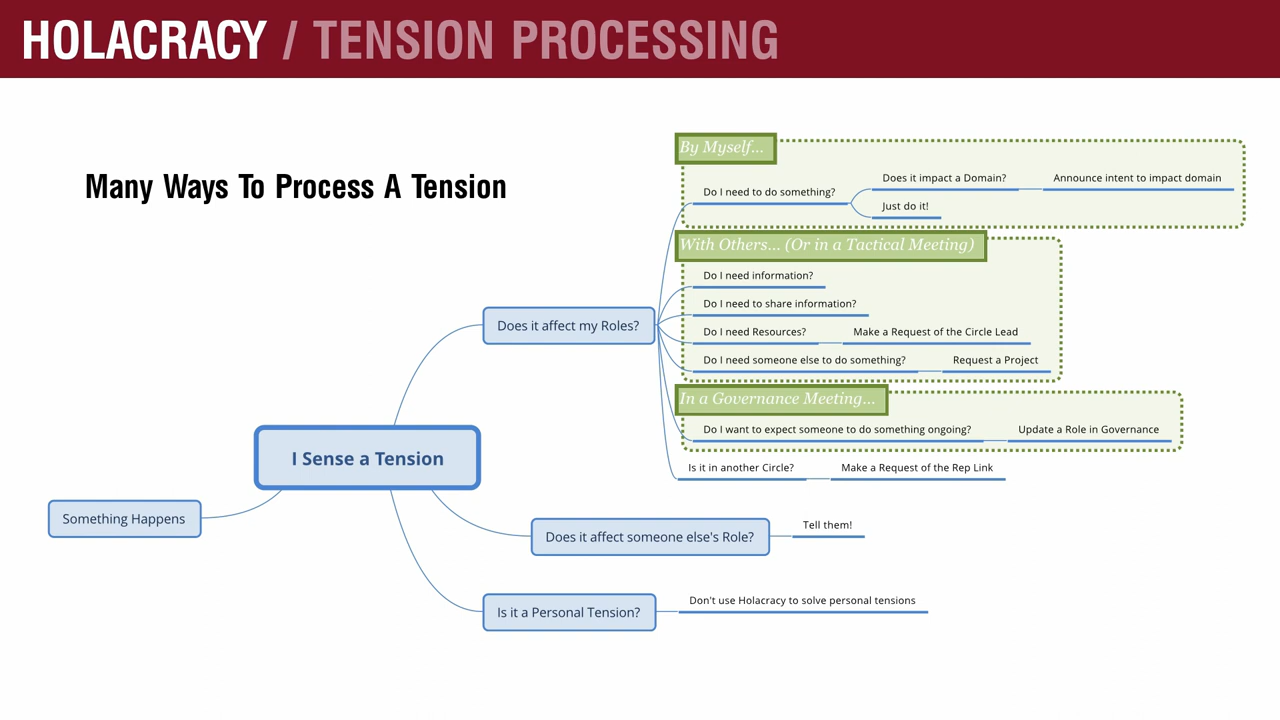 HOLACRACY / TENSION PROCESSING
Many Ways To Process A Tension
Something Happens
I Sense a Tension
Does it affect my Roles?
By Myself...
Do I need to do something?
Does it impact a Domain?
Announce intent to impact domain
Just do it!
With Others... (Or in a Tactical Meeting)
Do I need information?
Do I need to share information?
Do I need Resources?
Make a Request of the Circle Lead
Do I need someone else to do something?
Request a Project
In a Governance Meeting...
Do I want to expect someone to do something ongoing?
Update a Role in Governance
Is it in another Circle?
Make a Request of the Rep Link
Does it affect someone else's Role?
Tell them!
Is it a Personal Tension?
Don't use Holacracy to solve personal tensions